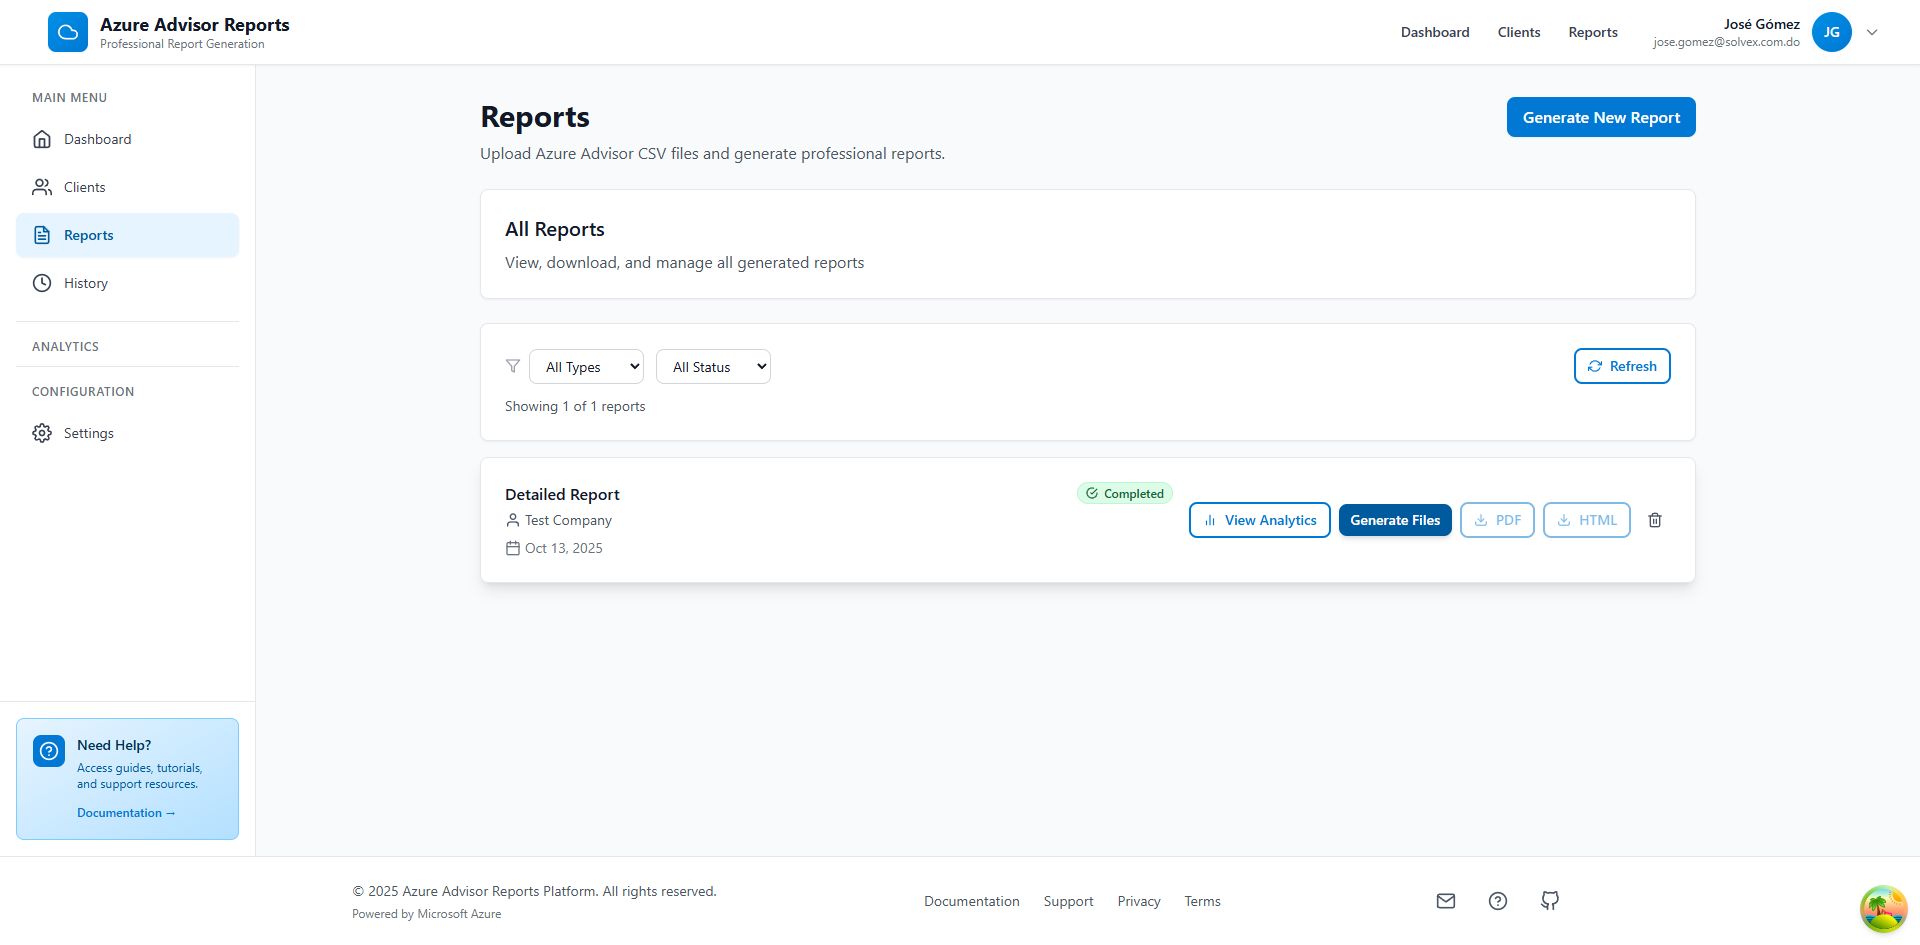 Azure Advisor Reports
Professional Report Generation
Dashboard
Clients
Reports
José Gómez
jose.gomez@solvex.com.do
JG
MAIN MENU
Dashboard
Clients
Reports
History
ANALYTICS
CONFIGURATION
Settings
Need Help?
Access guides, tutorials,
and support resources.
Documentation →
Reports
Upload Azure Advisor CSV files and generate professional reports.
Generate New Report
All Reports
View, download, and manage all generated reports
All Types
All Status
Refresh
Showing 1 of 1 reports
Detailed Report
Test Company
Oct 13, 2025
Completed
View Analytics
Generate Files
PDF
HTML
© 2025 Azure Advisor Reports Platform. All rights reserved.
Powered by Microsoft Azure
Documentation
Support
Privacy
Terms